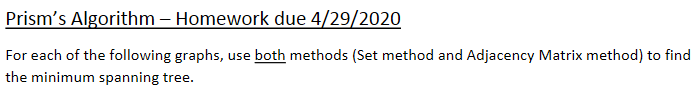 Prism's Algorithm – Homework due 4/29/2020
For each of the following graphs, use both methods (Set method and Adjacency Matrix method) to find
the minimum spanning tree.